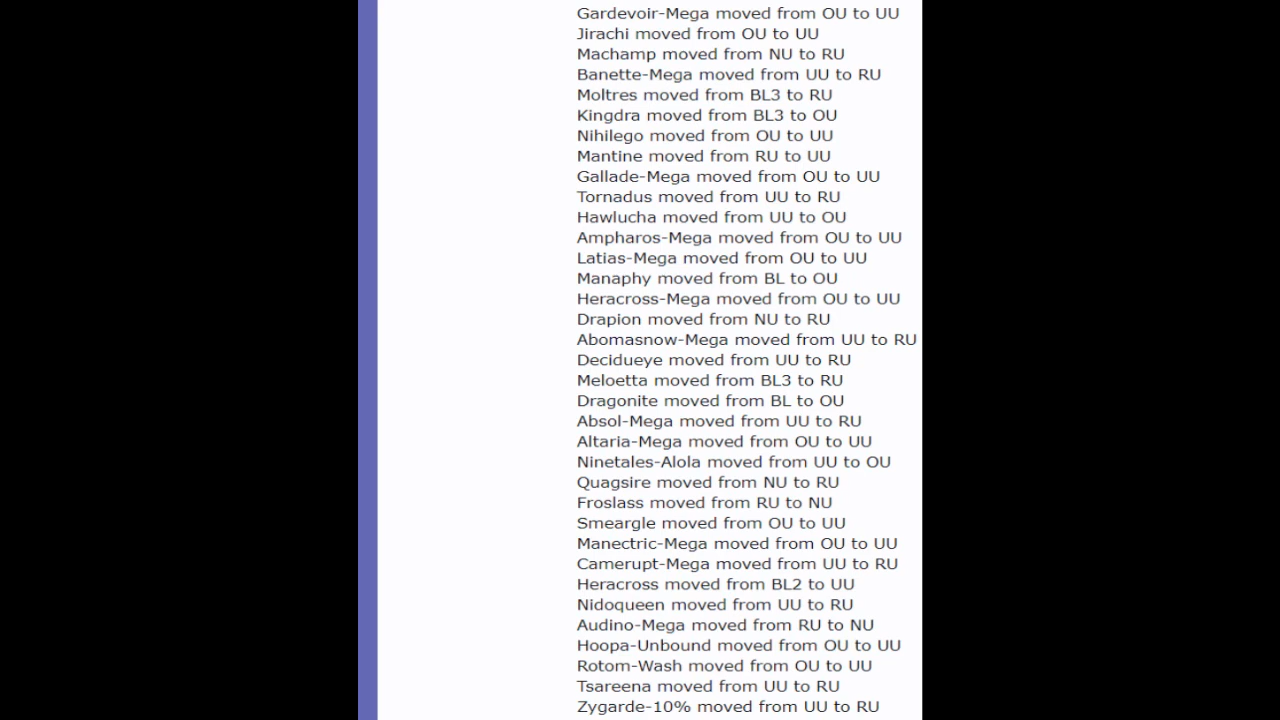 Gardevoir-Mega moved from OU to UU
Jirachi moved from OU to UU
Machamp moved from NU to RU
Banette-Mega moved from UU to RU
Moltres moved from BL3 to RU
Kingdra moved from BL3 to OU
Nihilego moved from OU to UU
Mantine moved from RU to UU
Gallade-Mega moved from OU to UU
Tornadus moved from UU to RU
Hawlucha moved from UU to OU
Ampharos-Mega moved from OU to UU
Latias-Mega moved from OU to UU
Manaphy moved from BL to OU
Heracross-Mega moved from OU to UU
Drapion moved from NU to RU
Abomasnow-Mega moved from UU to RU
Decidueye moved from UU to RU
Meloetta moved from BL3 to RU
Dragonite moved from BL to OU
Absol-Mega moved from UU to RU
Altaria-Mega moved from OU to UU
Ninetales-Alola moved from UU to OU
Quagsire moved from NU to RU
Froslass moved from RU to NU
Smeargle moved from OU to UU
Manectric-Mega moved from OU to UU
Camerupt-Mega moved from UU to RU
Heracross moved from BL2 to UU
Nidoqueen moved from UU to RU
Audino-Mega moved from RU to NU
Hoopa-Unbound moved from OU to UU
Rotom-Wash moved from OU to UU
Tsareena moved from UU to RU
Zygarde-10% moved from UU to RU